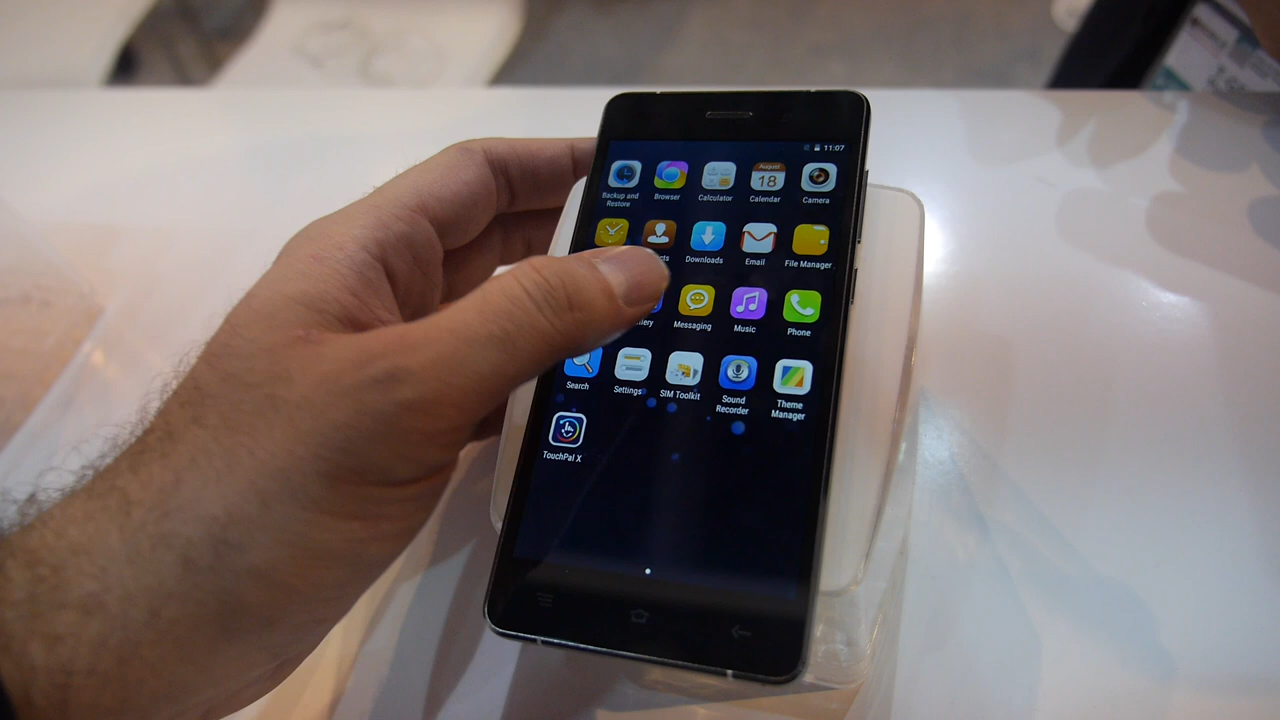 11:07
August
18
Backup and
Restore
Browser
Calculator
Calendar
Camera
Downloads
Email
File Manager
Messaging
Music
Phone
Search
Settings
SIM Toolkit
Sound
Recorder
Theme
Manager
TouchPal X